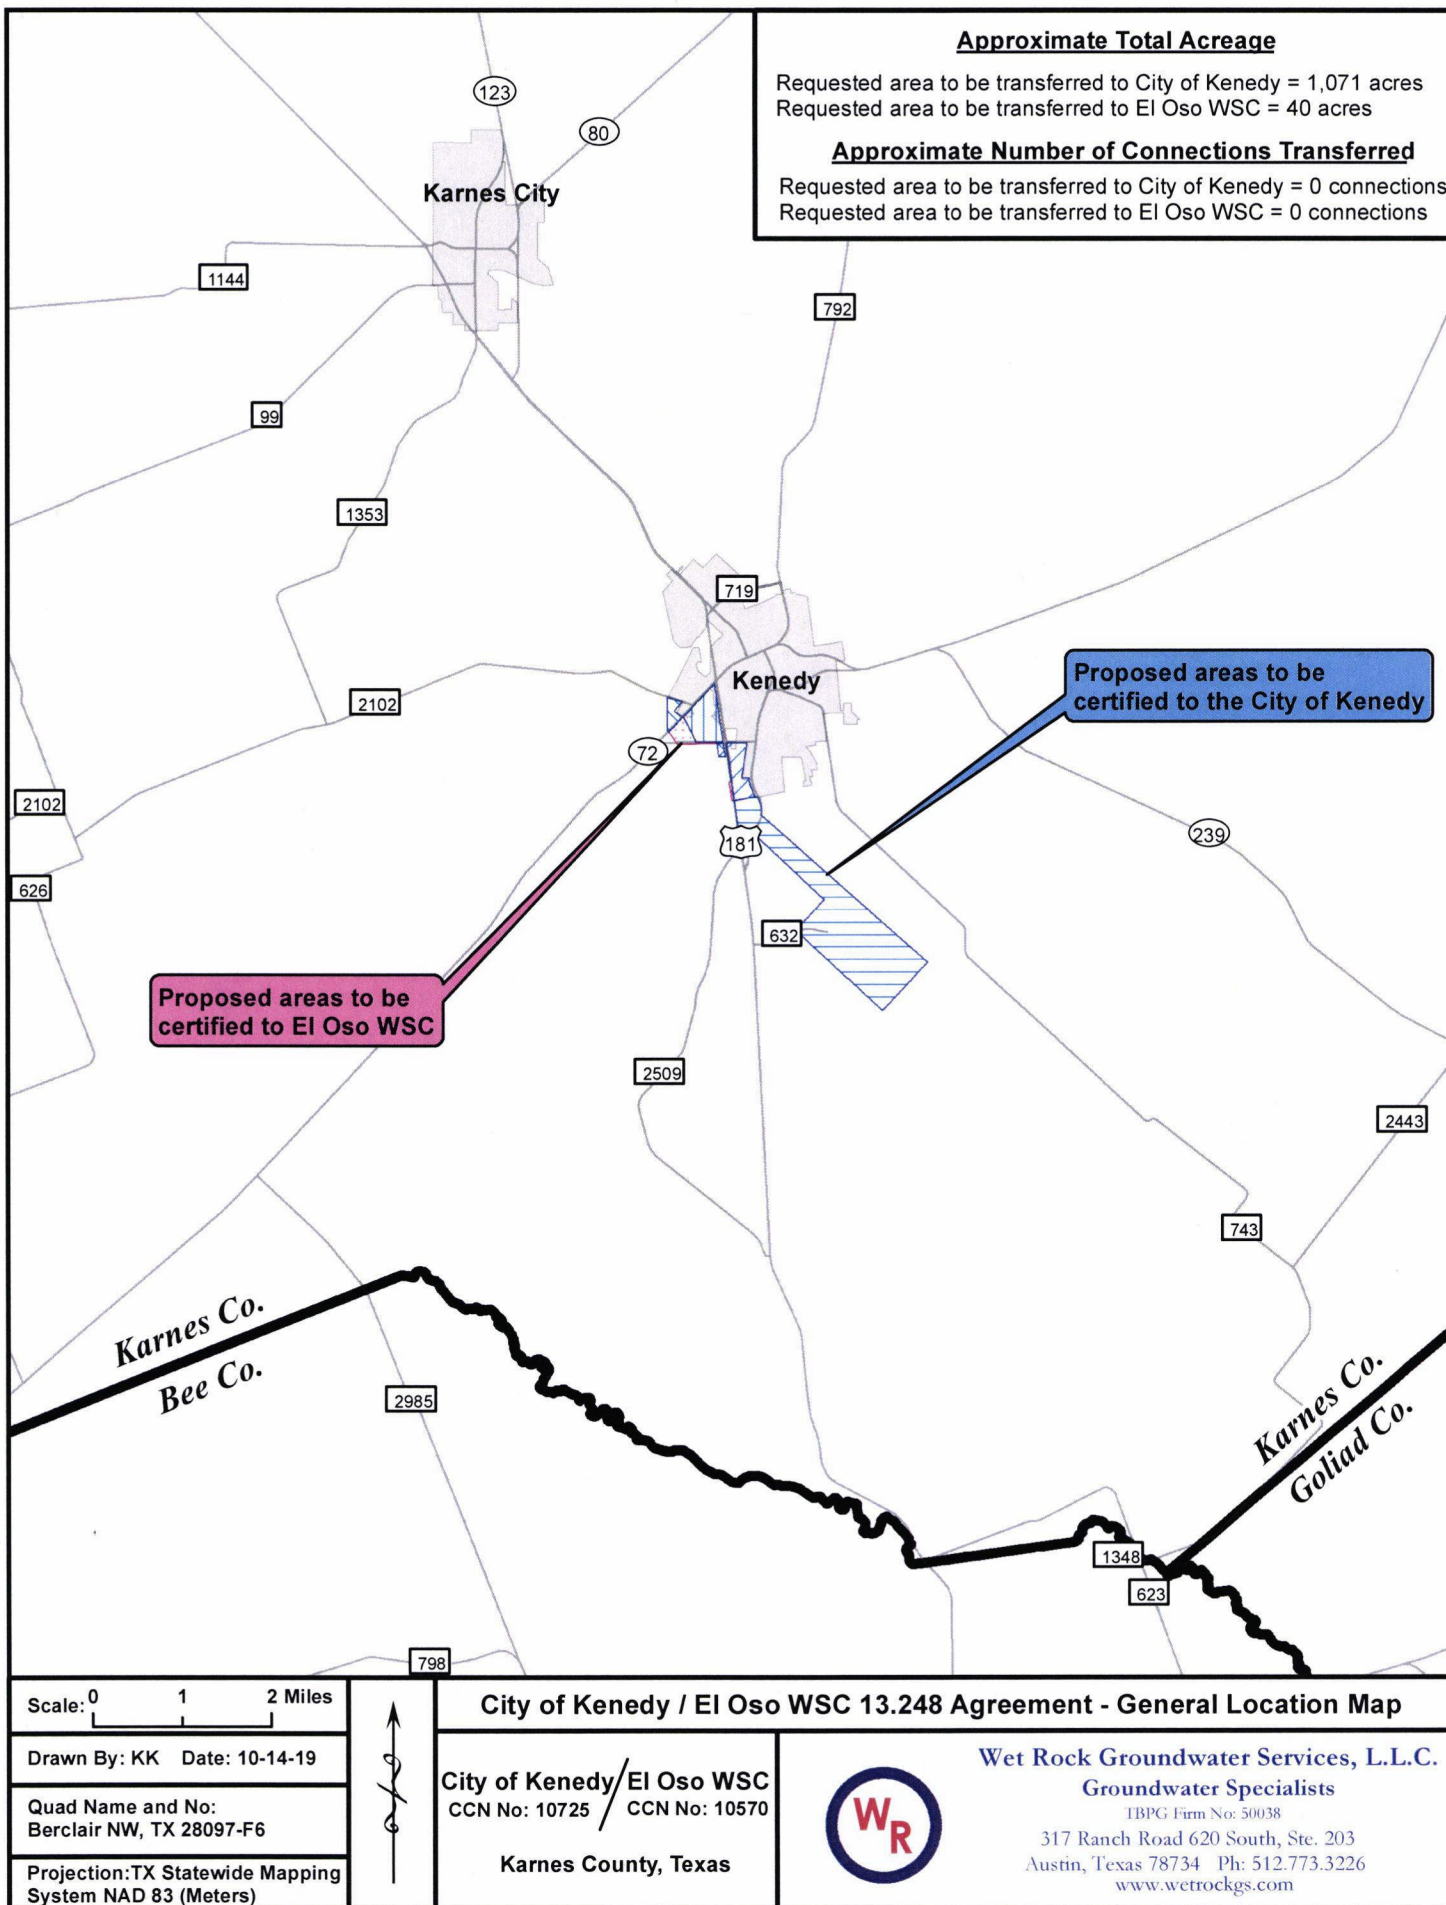 Approximate Total Acreage
Requested area to be transferred to City of Kenedy = 1,071 acres
Requested area to be transferred to El Oso WSC = 40 acres
Approximate Number of Connections Transferred
Requested area to be transferred to City of Kenedy = 0 connections
Requested area to be transferred to El Oso WSC = 0 connections
123
80
Karnes City
1144
792
99
1353
719
Kenedy
Proposed areas to be
certified to the City of Kenedy
2102
72
2102
181
239
626
632
Proposed areas to be
certified to El Oso WSC
2509
2443
743
Karnes Co.
Bee Co.
2985
Karnes Co.
Goliad Co.
1348
623
798
Scale: 0 1 2 Miles
Drawn By: KK Date: 10-14-19
Quad Name and No:
Berclair NW, TX 28097-F6
Projection:TX Statewide Mapping
System NAD 83 (Meters)
City of Kenedy / El Oso WSC 13.248 Agreement - General Location Map
City of Kenedy / El Oso WSC
CCN No: 10725 / CCN No: 10570
Karnes County, Texas
WR
Wet Rock Groundwater Services, L.L.C.
Groundwater Specialists
TBPG Firm No: 50038
317 Ranch Road 620 South, Ste. 203
Austin, Texas 78734 Ph: 512.773.3226
www.wetrockgs.com